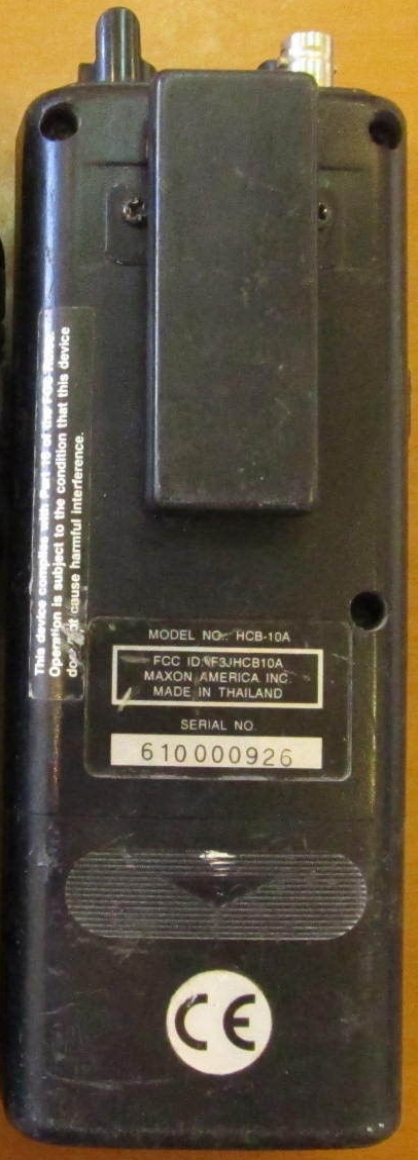 MODEL NO. HCB-10A
FCC ID: F3JHCB10A
MAXON AMERICA INC.
MADE IN THAILAND
SERIAL NO.
610000926
CE
This device complies with Part 15 of the FCC Rules.
Operation is subject to the condition that this device
does not cause harmful interference.